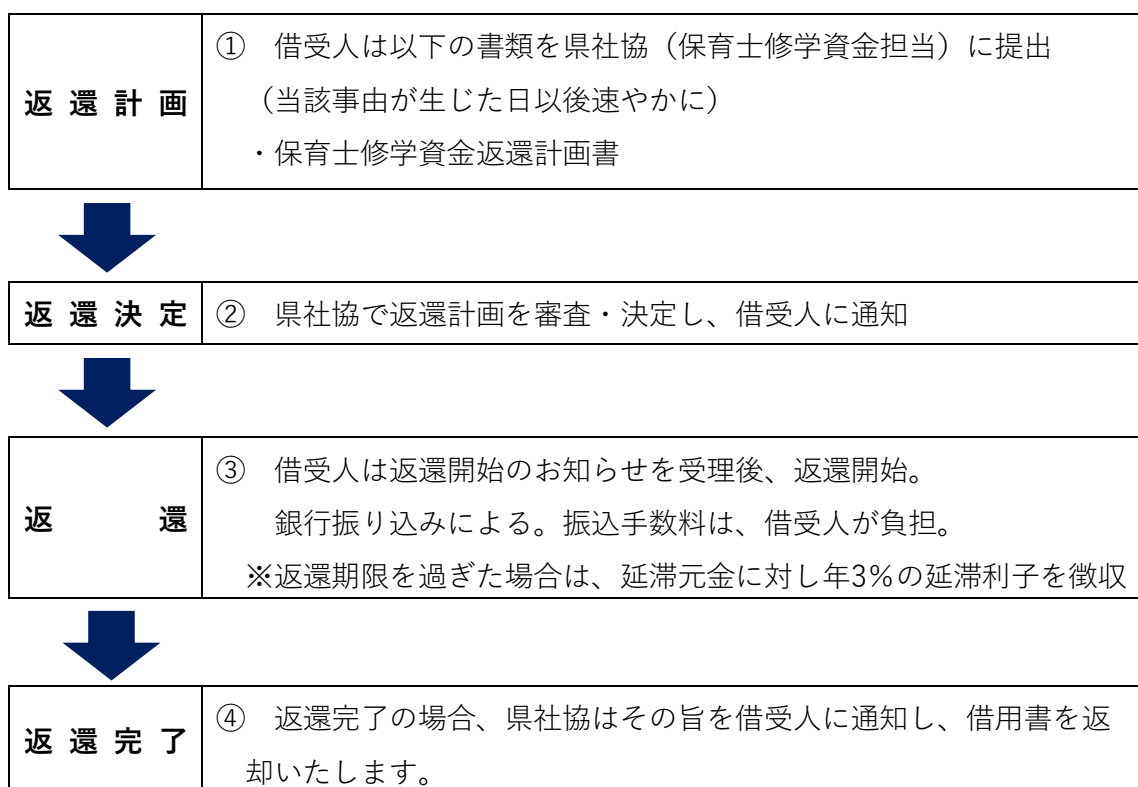 返還計画
① 借受人は以下の書類を県社協（保育士修学資金担当）に提出
（当該事由が生じた日以後速やかに）
・保育士修学資金返還計画書
返還決定
② 県社協で返還計画を審査・決定し、借受人に通知
返還
③ 借受人は返還開始のお知らせを受理後、返還開始。
銀行振り込みによる。振込手数料は、借受人が負担。
※返還期限を過ぎた場合は、延滞元金に対し年3％の延滞利子を徴収
返還完了
④ 返還完了の場合、県社協はその旨を借受人に通知し、借用書を返
却いたします。